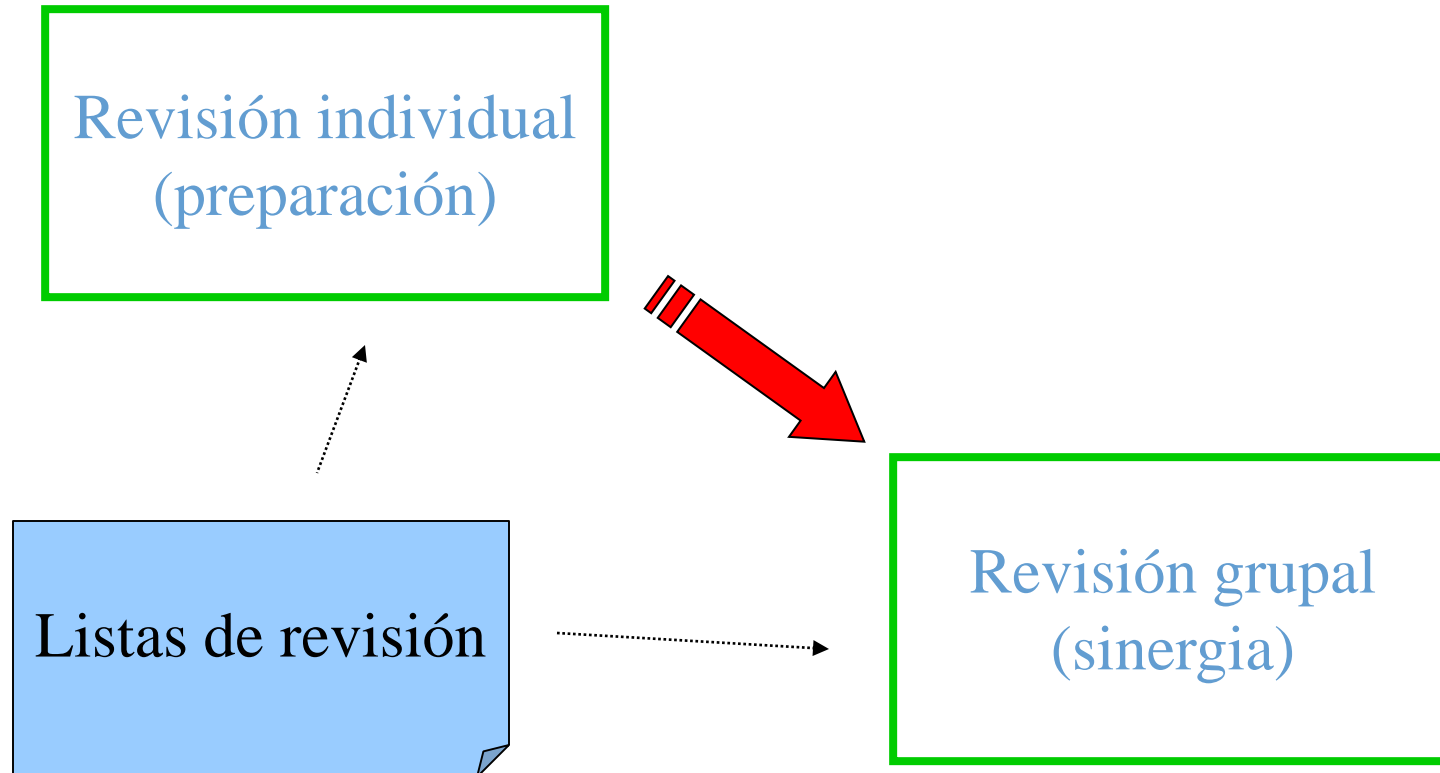 Revisión individual
(preparación)
Listas de revisión
Revisión grupal
(sinergia)